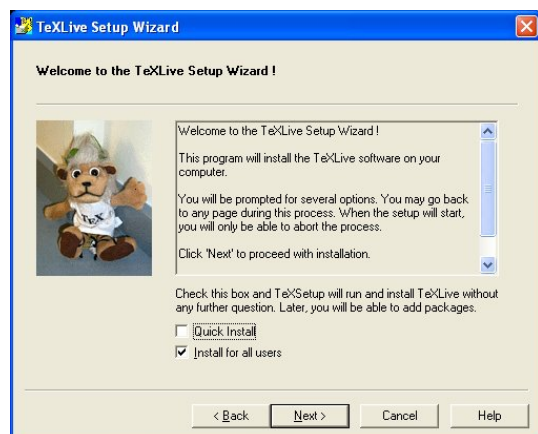 TeXLive Setup Wizard
Welcome to the TeXLive Setup Wizard !
Welcome to the TeXLive Setup Wizard !
This program will install the TeXLive software on your
computer.
You will be prompted for several options. You may go back
to any page during this process. When the setup will start,
you will only be able to abort the process.
Click 'Next' to proceed with installation.
TEX
Check this box and TeXSetup will run and install TeXLive without
any further question. Later, you will be able to add packages.
Quick Install
Install for all users
< Back Next > Cancel Help